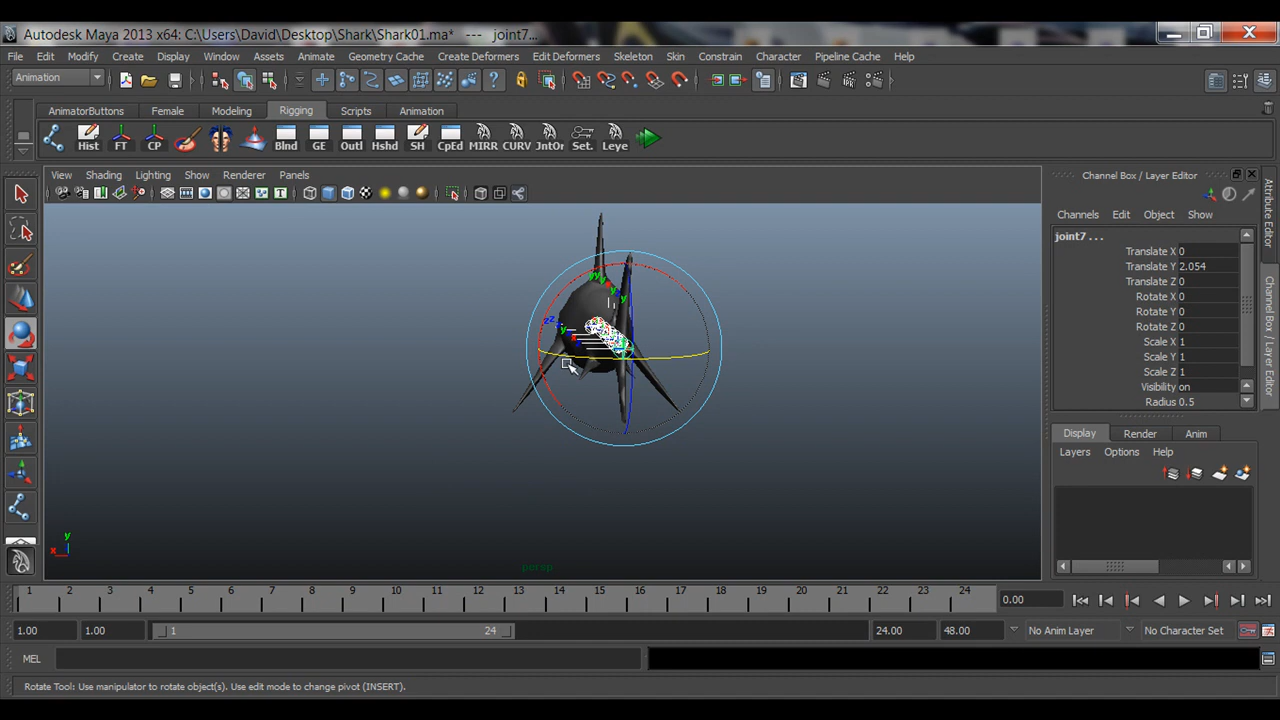 Autodesk Maya 2013 x64: C:\Users\David\Desktop\Shark\Shark01.ma* --- joint7...
File Edit Modify Create Display Window Assets Animate Geometry Cache Create Deformers Edit Deformers Skeleton Skin Constrain Character Pipeline Cache Help
Animation
AnimatorButtons Female Modeling Rigging Scripts Animation
Hist FT CP Blnd GE Outl Hshd SH CpEd MIRR CURV JntOr Set. Leye
View Shading Lighting Show Renderer Panels
Channel Box / Layer Editor
Channels Edit Object Show
joint7 ...
Translate X 0
Translate Y 2.054
Translate Z 0
Rotate X 0
Rotate Y 0
Rotate Z 0
Scale X 1
Scale Y 1
Scale Z 1
Visibility on
Radius 0.5
Display Render Anim
Layers Options Help
Attribute Editor
Channel Box / Layer Editor
y
x
persp
1 2 3 4 5 6 7 8 9 10 11 12 13 14 15 16 17 18 19 20 21 22 23 24 0.00
1.00 1.00 1 24 24.00 48.00 No Anim Layer No Character Set
MEL
Rotate Tool: Use manipulator to rotate object(s). Use edit mode to change pivot (INSERT).